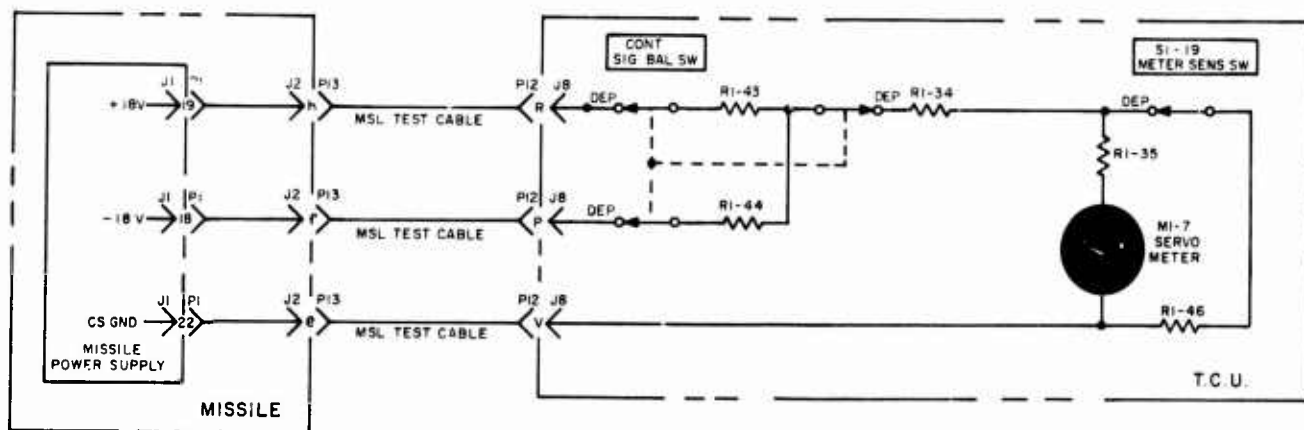 CONT
SIG BAL SW
S1-19
METER SENS SW
J1
J2 P13
P12 J8
DEP
R1-43
DEP
R1-34
DEP
+18V
19
h
MSL TEST CABLE
R
R1-35
J1 P1
J2 P13
P12 J8
DEP
R1-44
-18 V
18
f
MSL TEST CABLE
P
M1-7
SERVO
METER
J1 P1
J2 P13
P12 J8
CS GND
22
e
MSL TEST CABLE
V
R1-46
MISSILE
POWER SUPPLY
MISSILE
T.C.U.